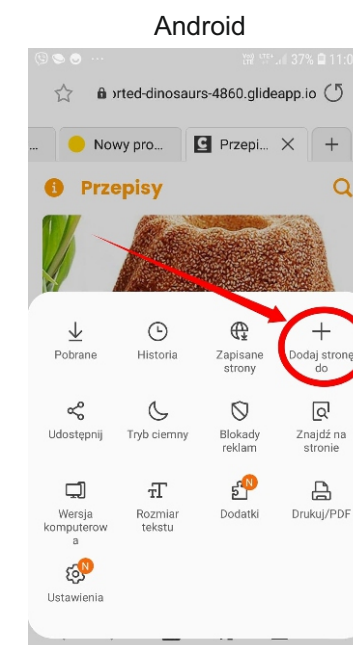 Android
37% 11:0
orted-dinosaurs-4860.glideapp.io
... Nowy pro... Przepi...
Przepisy
Pobrane Historia Zapisane strony Dodaj stronę do
Udostępnij Tryb ciemny Blokady reklam Znajdź na stronie
Wersja komputerowa Rozmiar tekstu N Dodatki Drukuj/PDF
N
Ustawienia